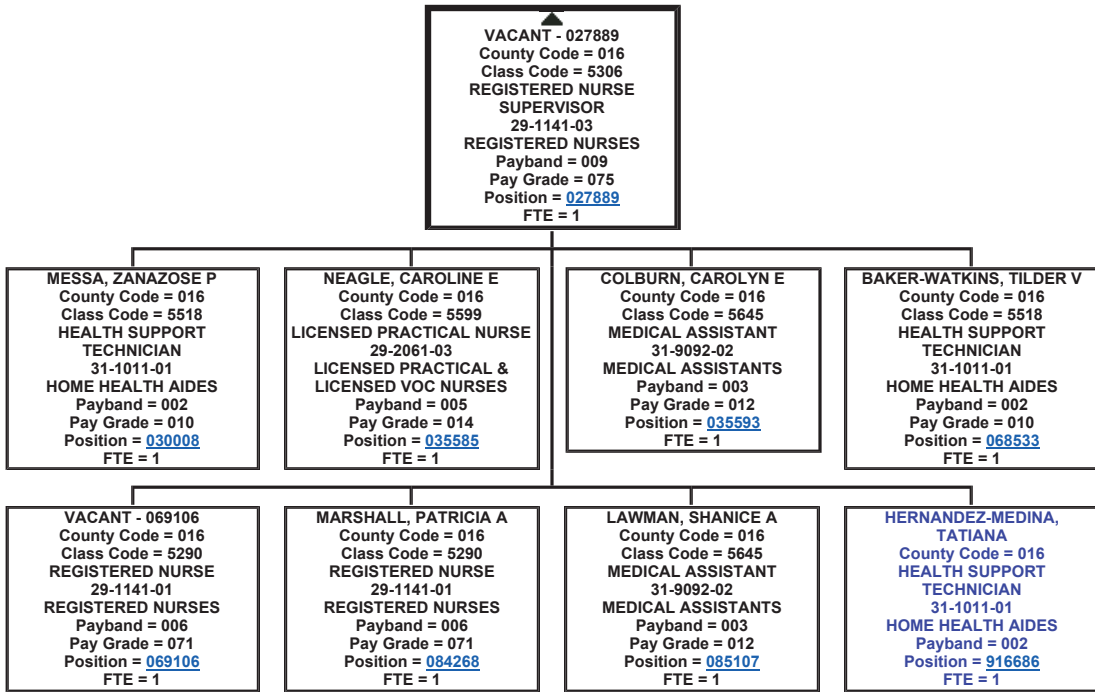 VACANT - 027889
County Code = 016
Class Code = 5306
REGISTERED NURSE
SUPERVISOR
29-1141-03
REGISTERED NURSES
Payband = 009
Pay Grade = 075
Position = 027889
FTE = 1
MESSA, ZANAZOSE P
County Code = 016
Class Code = 5518
HEALTH SUPPORT
TECHNICIAN
31-1011-01
HOME HEALTH AIDES
Payband = 002
Pay Grade = 010
Position = 030008
FTE = 1
NEAGLE, CAROLINE E
County Code = 016
Class Code = 5599
LICENSED PRACTICAL NURSE
29-2061-03
LICENSED PRACTICAL &
LICENSED VOC NURSES
Payband = 005
Pay Grade = 014
Position = 035585
FTE = 1
COLBURN, CAROLYN E
County Code = 016
Class Code = 5645
MEDICAL ASSISTANT
31-9092-02
MEDICAL ASSISTANTS
Payband = 003
Pay Grade = 012
Position = 035593
FTE = 1
BAKER-WATKINS, TILDER V
County Code = 016
Class Code = 5518
HEALTH SUPPORT
TECHNICIAN
31-1011-01
HOME HEALTH AIDES
Payband = 002
Pay Grade = 010
Position = 068533
FTE = 1
VACANT - 069106
County Code = 016
Class Code = 5290
REGISTERED NURSE
29-1141-01
REGISTERED NURSES
Payband = 006
Pay Grade = 071
Position = 069106
FTE = 1
MARSHALL, PATRICIA A
County Code = 016
Class Code = 5290
REGISTERED NURSE
29-1141-01
REGISTERED NURSES
Payband = 006
Pay Grade = 071
Position = 084268
FTE = 1
LAWMAN, SHANICE A
County Code = 016
Class Code = 5645
MEDICAL ASSISTANT
31-9092-02
MEDICAL ASSISTANTS
Payband = 003
Pay Grade = 012
Position = 085107
FTE = 1
HERNANDEZ-MEDINA,
TATIANA
County Code = 016
HEALTH SUPPORT
TECHNICIAN
31-1011-01
HOME HEALTH AIDES
Payband = 002
Position = 916686
FTE = 1